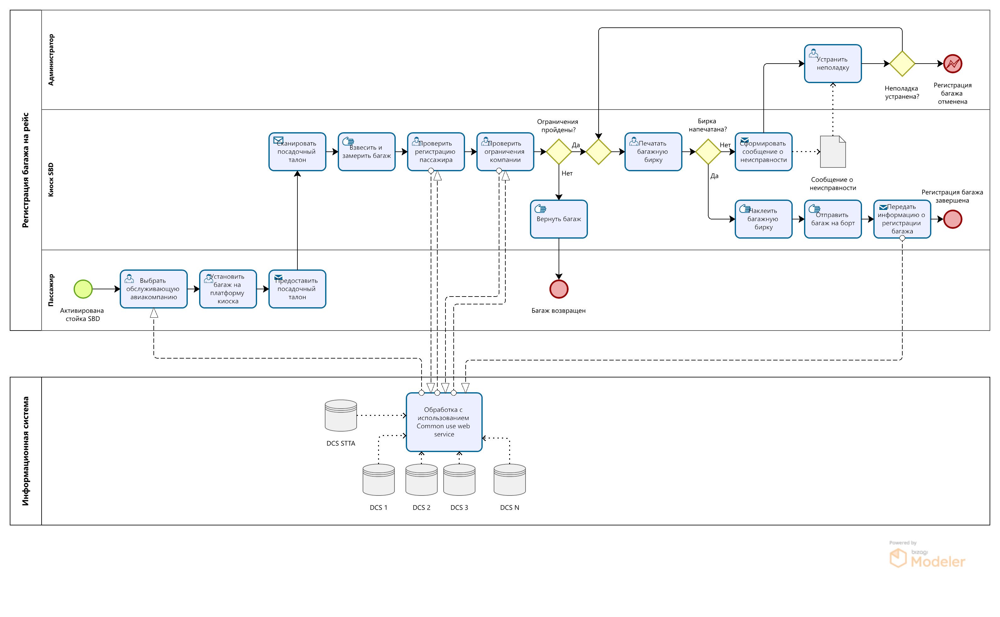 Регистрация багажа на рейс
Администратор
Устранить
неполадку
Неполадка
устранена?
Регистрация
багажа
отменена
Киоск SBD
Сканировать
посадочный
талон
Взвесить и
замерить багаж
Проверить
регистрацию
пассажира
Проверить
ограничения
компании
Ограничения
пройдены?
Да
Нет
Вернуть багаж
Печатать
багажную
бирку
Бирка
напечатана?
Нет
Да
Сформировать
сообщение о
неисправности
Сообщение о
неисправности
Наклеить
багажную
бирку
Отправить
багаж на борт
Передать
информацию о
регистрации
багажа
Регистрация багажа
завершена
Пассажир
Активирована
стойка SBD
Выбрать
обслуживающую
авиакомпанию
Установить
багаж на
платформу
киоска
Предоставить
посадочный
талон
Багаж возвращен
Информационная система
Обработка с
использованием
Common use web
service
DCS STTA
DCS 1
DCS 2
DCS 3
DCS N
Powered by
bizagi
Modeler